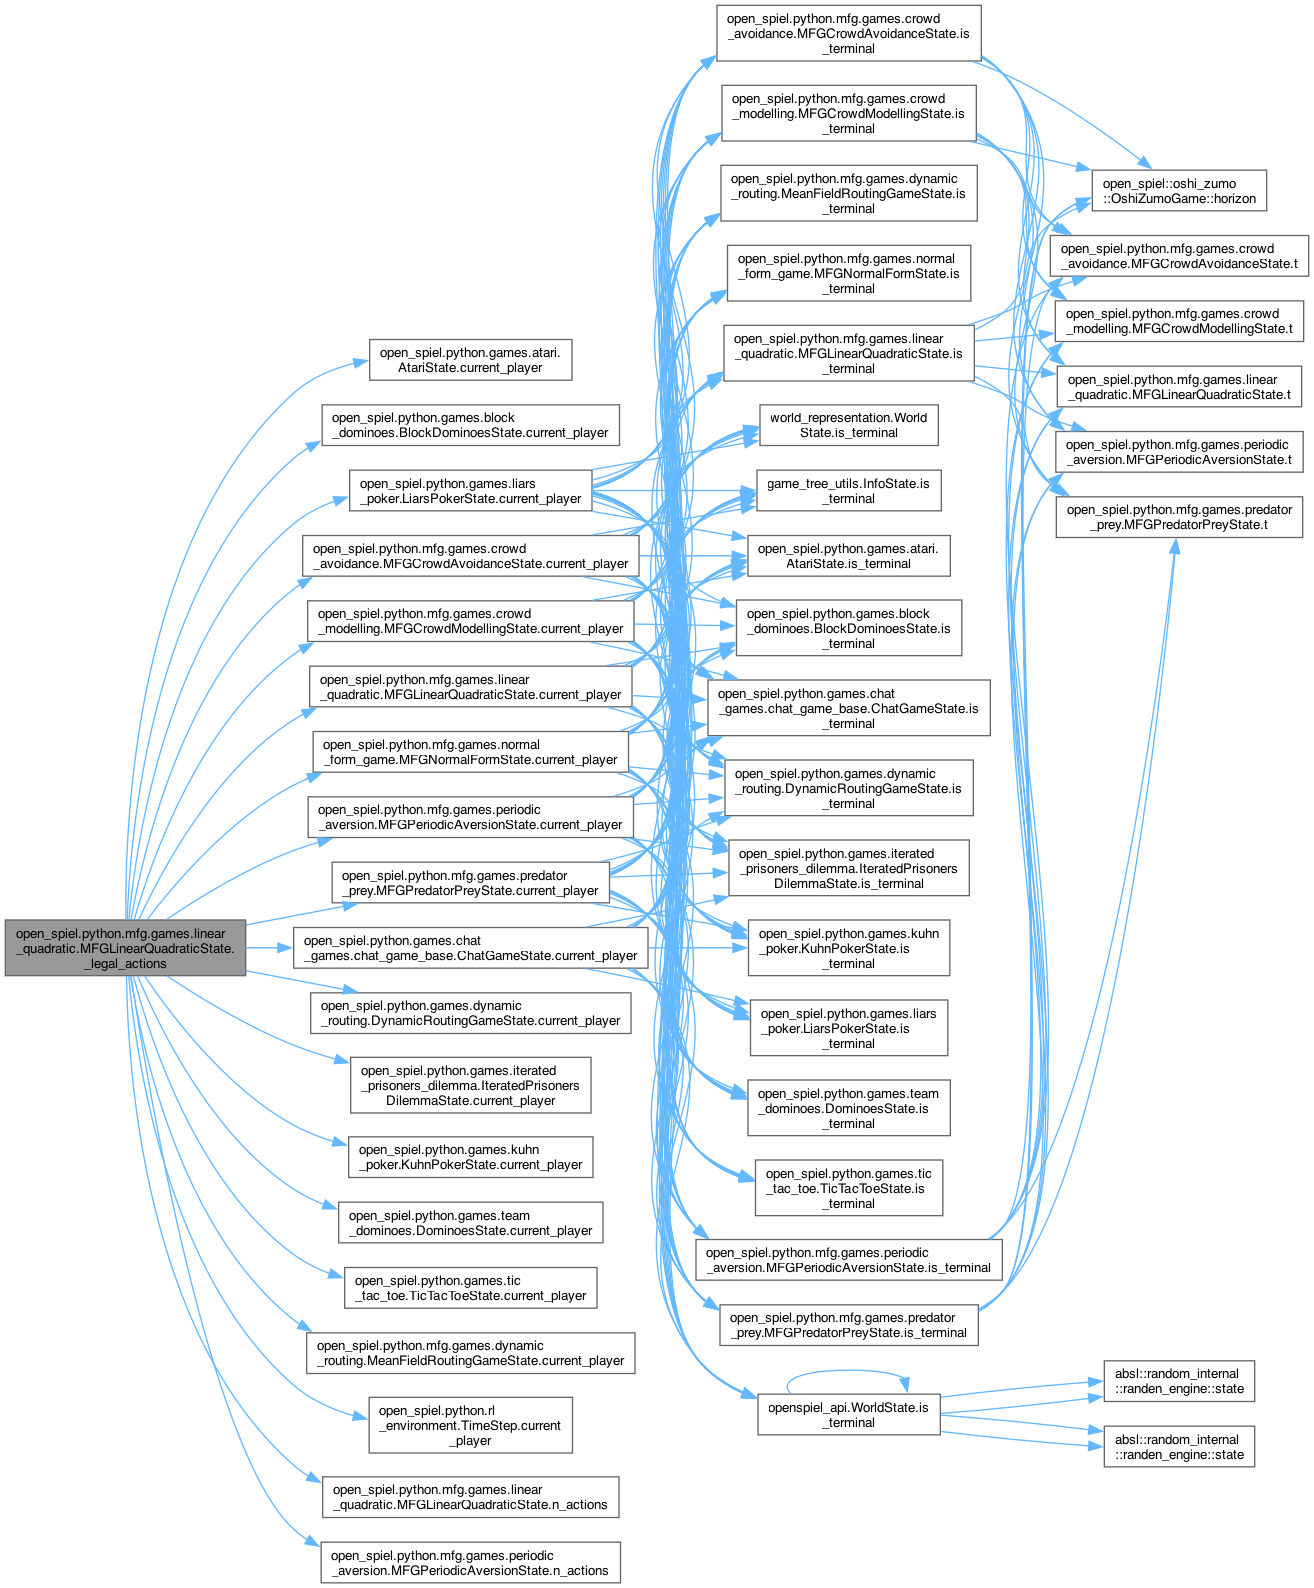 open_spiel.python.mfg.games.linear
_quadratic.MFGLinearQuadraticState.
_legal_actions
open_spiel.python.games.atari.
AtariState.current_player
open_spiel.python.games.block
_dominoes.BlockDominoesState.current_player
open_spiel.python.games.liars
_poker.LiarsPokerState.current_player
open_spiel.python.mfg.games.crowd
_avoidance.MFGCrowdAvoidanceState.current_player
open_spiel.python.mfg.games.crowd
_modelling.MFGCrowdModellingState.current_player
open_spiel.python.mfg.games.linear
_quadratic.MFGLinearQuadraticState.current_player
open_spiel.python.mfg.games.normal
_form_game.MFGNormalFormState.current_player
open_spiel.python.mfg.games.periodic
_aversion.MFGPeriodicAversionState.current_player
open_spiel.python.mfg.games.predator
_prey.MFGPredatorPreyState.current_player
open_spiel.python.games.chat
_games.chat_game_base.ChatGameState.current_player
open_spiel.python.games.dynamic
_routing.DynamicRoutingGameState.current_player
open_spiel.python.games.iterated
_prisoners_dilemma.IteratedPrisoners
DilemmaState.current_player
open_spiel.python.games.kuhn
_poker.KuhnPokerState.current_player
open_spiel.python.games.team
_dominoes.DominoesState.current_player
open_spiel.python.games.tic
_tac_toe.TicTacToeState.current_player
open_spiel.python.mfg.games.dynamic
_routing.MeanFieldRoutingGameState.current_player
open_spiel.python.rl
_environment.TimeStep.current
_player
open_spiel.python.mfg.games.linear
_quadratic.MFGLinearQuadraticState.n_actions
open_spiel.python.mfg.games.periodic
_aversion.MFGPeriodicAversionState.n_actions
open_spiel.python.mfg.games.crowd
_avoidance.MFGCrowdAvoidanceState.is
_terminal
open_spiel.python.mfg.games.crowd
_modelling.MFGCrowdModellingState.is
_terminal
open_spiel.python.mfg.games.dynamic
_routing.MeanFieldRoutingGameState.is
_terminal
open_spiel.python.mfg.games.normal
_form_game.MFGNormalFormState.is
_terminal
open_spiel.python.mfg.games.linear
_quadratic.MFGLinearQuadraticState.is
_terminal
world_representation.World
State.is_terminal
game_tree_utils.InfoState.is
_terminal
open_spiel.python.games.atari.
AtariState.is_terminal
open_spiel.python.games.block
_dominoes.BlockDominoesState.is
_terminal
open_spiel.python.games.chat
_games.chat_game_base.ChatGameState.is
_terminal
open_spiel.python.games.dynamic
_routing.DynamicRoutingGameState.is
_terminal
open_spiel.python.games.iterated
_prisoners_dilemma.IteratedPrisoners
DilemmaState.is_terminal
open_spiel.python.games.kuhn
_poker.KuhnPokerState.is
_terminal
open_spiel.python.games.liars
_poker.LiarsPokerState.is
_terminal
open_spiel.python.games.team
_dominoes.DominoesState.is
_terminal
open_spiel.python.games.tic
_tac_toe.TicTacToeState.is
_terminal
open_spiel.python.mfg.games.periodic
_aversion.MFGPeriodicAversionState.is_terminal
open_spiel.python.mfg.games.predator
_prey.MFGPredatorPreyState.is_terminal
openspiel_api.WorldState.is
_terminal
open_spiel::oshi_zumo
::OshiZumoGame::horizon
open_spiel.python.mfg.games.crowd
_avoidance.MFGCrowdAvoidanceState.t
open_spiel.python.mfg.games.crowd
_modelling.MFGCrowdModellingState.t
open_spiel.python.mfg.games.linear
_quadratic.MFGLinearQuadraticState.t
open_spiel.python.mfg.games.periodic
_aversion.MFGPeriodicAversionState.t
open_spiel.python.mfg.games.predator
_prey.MFGPredatorPreyState.t
absl::random_internal
::randen_engine::state
absl::random_internal
::randen_engine::state